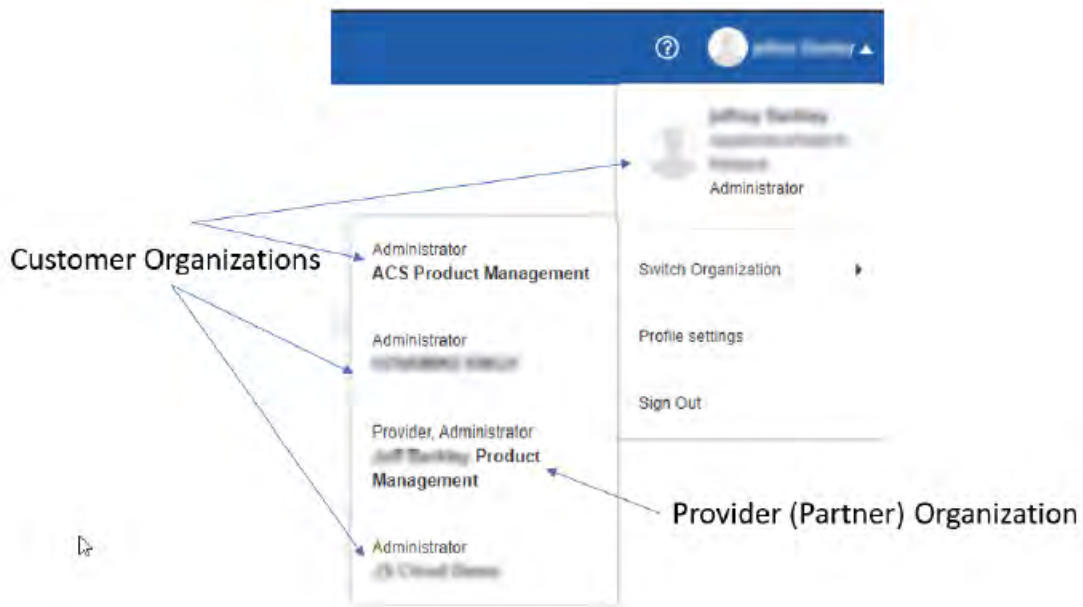 Administrator
Customer Organizations
Administrator
ACS Product Management
Switch Organization
Administrator
Profile settings
Sign Out
Provider, Administrator
Product
Management
Provider (Partner) Organization
Administrator